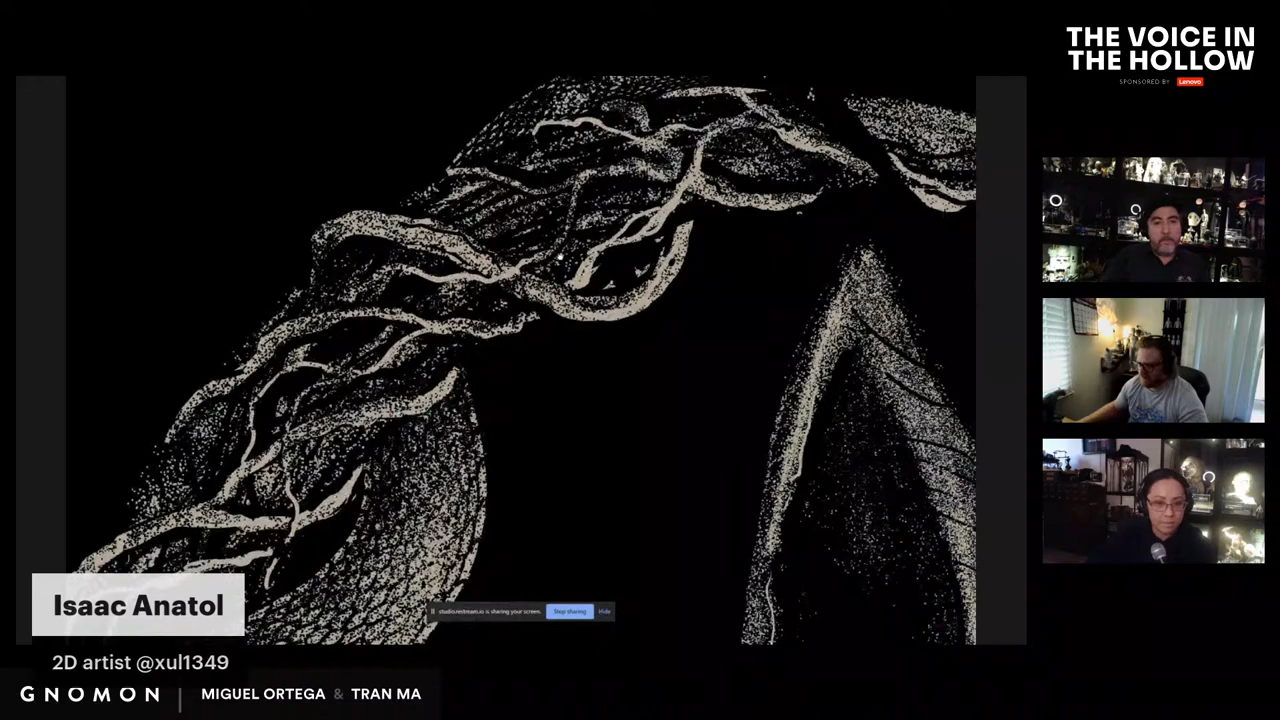 THE VOICE IN
THE HOLLOW
SPONSORED BY Lenovo
studio.restream.io is sharing your screen. Stop sharing Hide
Isaac Anatol
2D artist @xul1349
GNOMON MIGUEL ORTEGA & TRAN MA